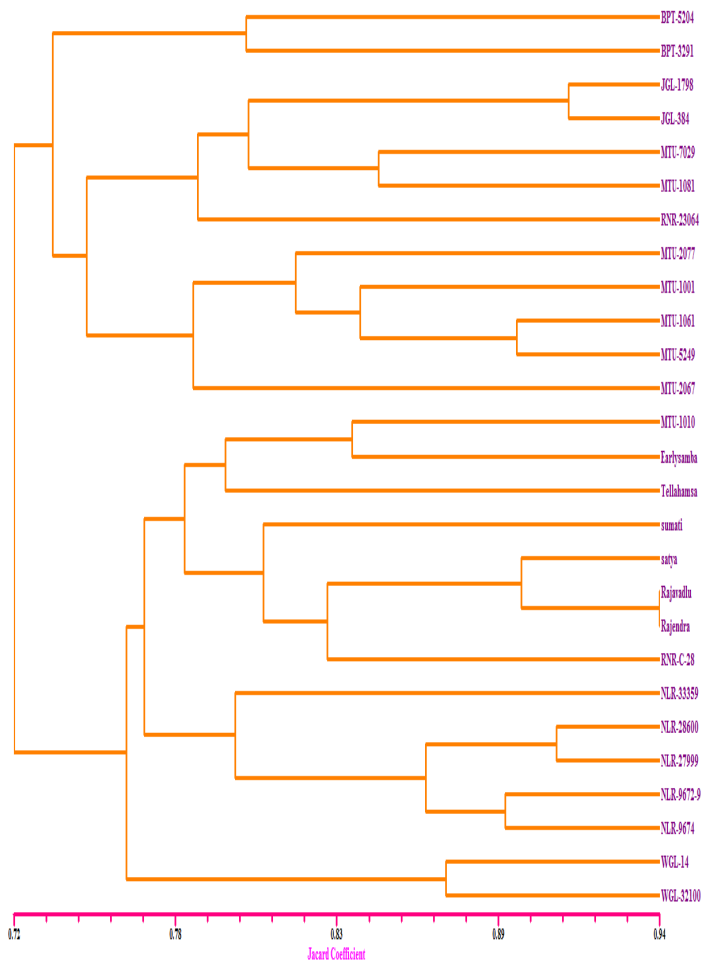 BPT-5204
BPT-3291
JGL-1798
JGL-384
MTU-7029
MTU-1081
RNR-23064
MTU-2077
MTU-1001
MTU-1061
MTU-5249
MTU-2067
MTU-1010
Earlysamba
Tellahamsa
sumati
satya
Rajavadlu
Rajendra
RNR-C-28
NLR-33359
NLR-28600
NLR-27999
NLR-9672-9
NLR-9674
WGL-14
WGL-32100
0.72 0.78 0.83 0.89 0.94
Jacard Coefficient